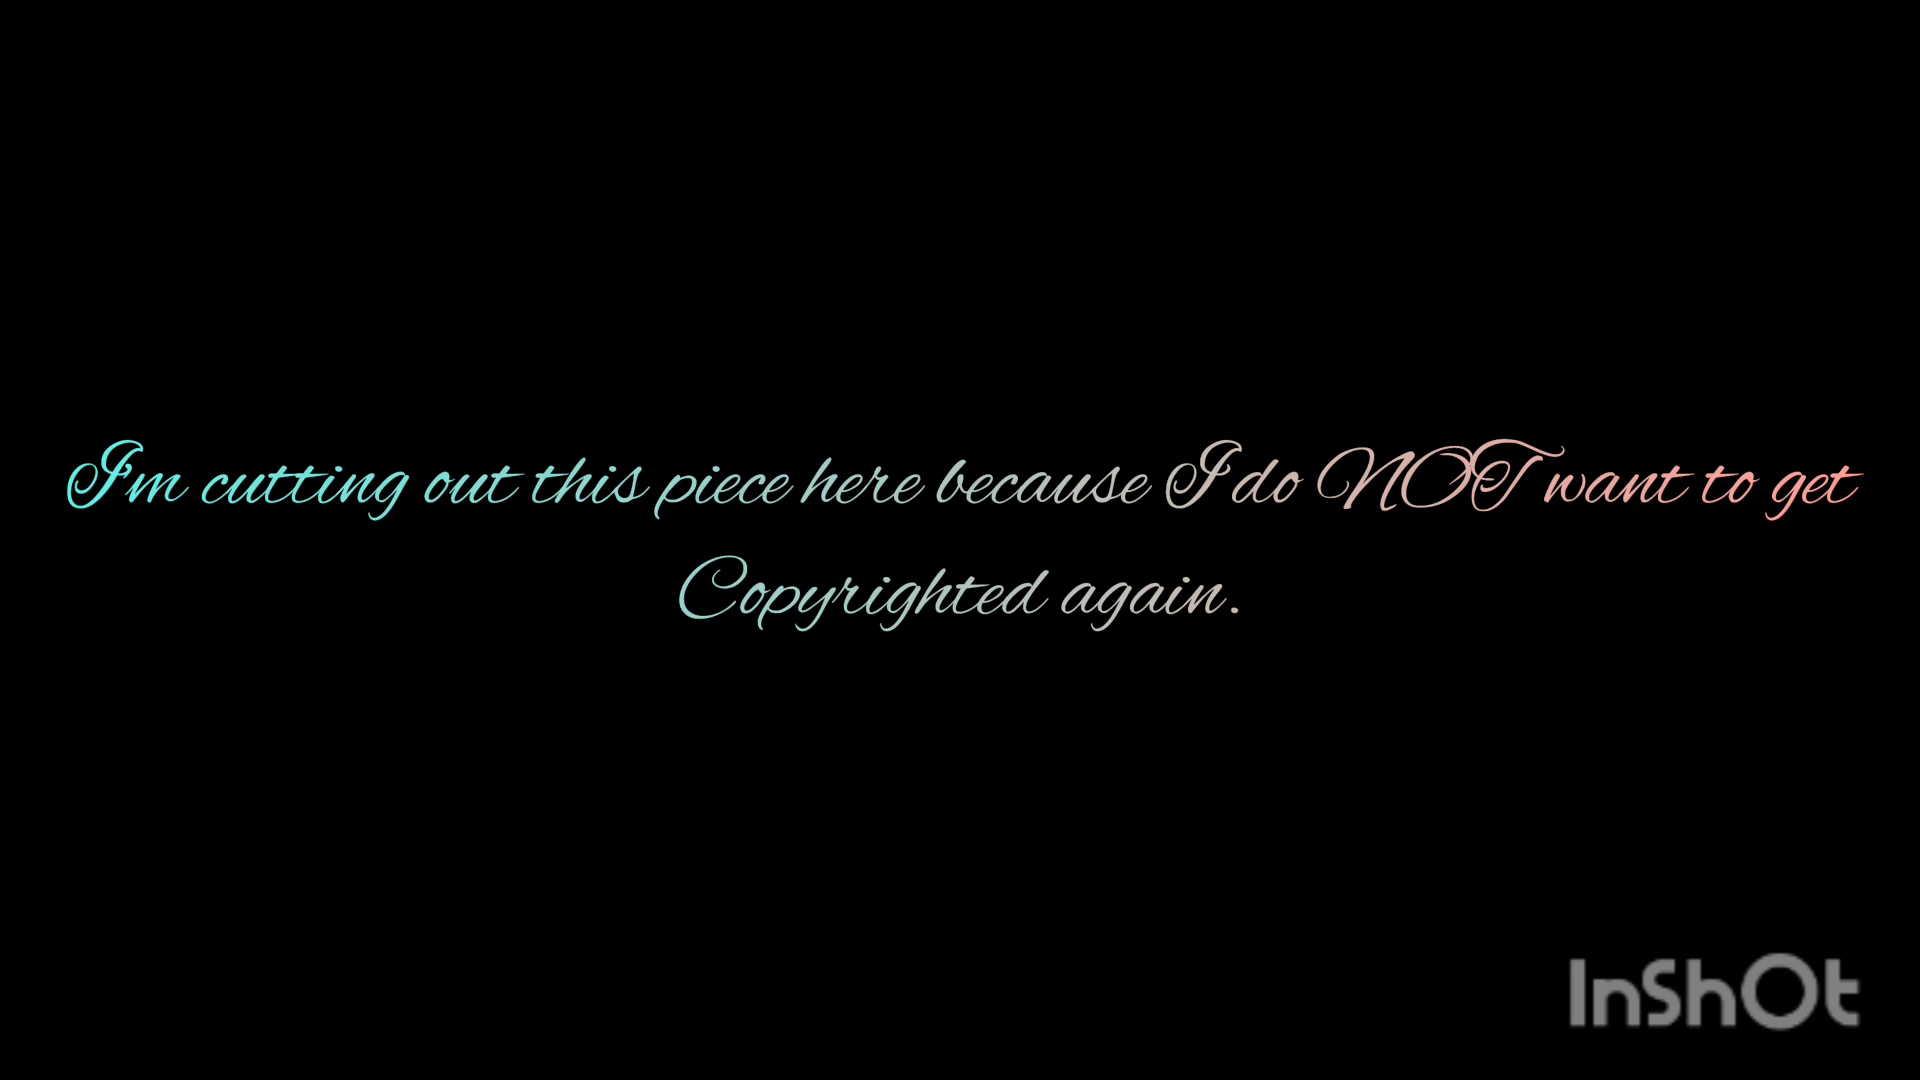 I'm cutting out this piece here because I do NOT want to get
Copyrighted again.
InShOt